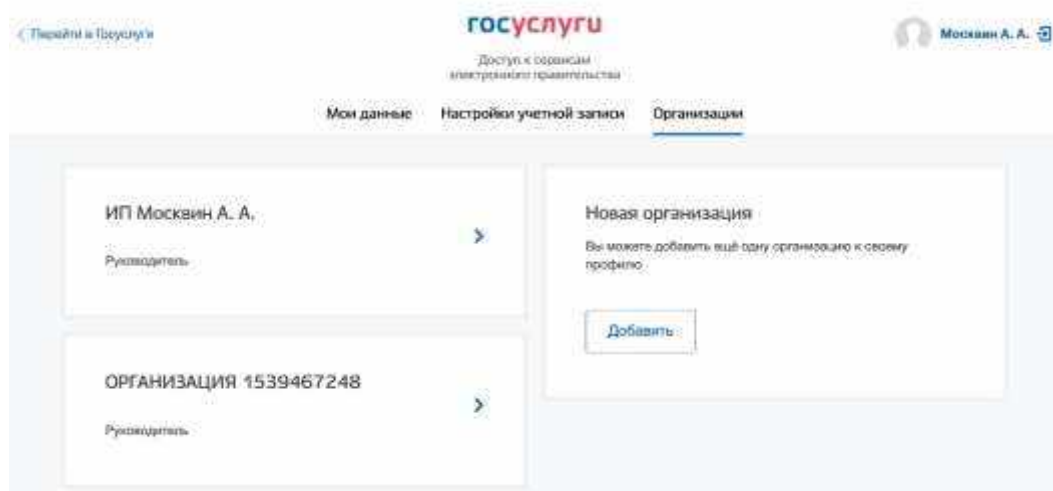 Перейти в Госуслуги
госуслуги
Москвин А. А.
Доступ к сервисам
электронного правительства
Мои данные Настройки учетной записи Организации
ИП Москвин А. А.
Руководитель
Новая организация
Вы можете добавить ещё одну организацию к своему
профилю
Добавить
ОРГАНИЗАЦИЯ 1539467248
Руководитель